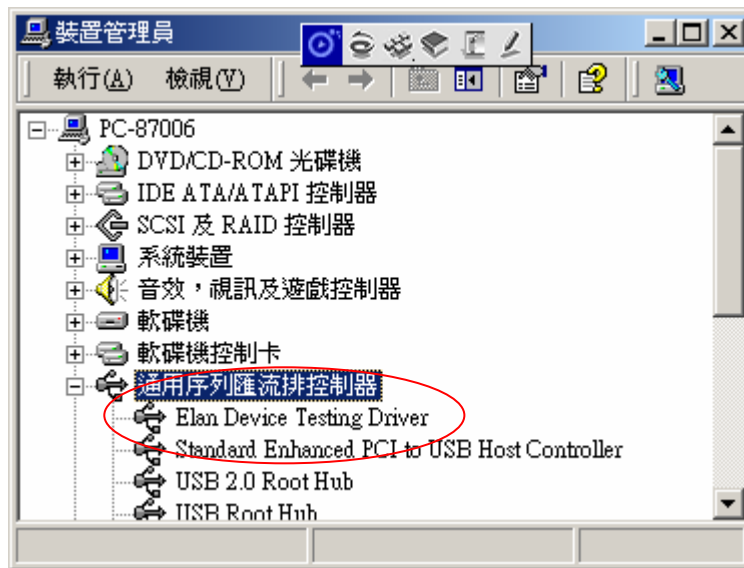 裝置管理員
執行(A) 檢視(V)
PC-87006
DVD/CD-ROM 光碟機
IDE ATA/ATAPI 控制器
SCSI 及 RAID 控制器
系統裝置
音效，視訊及遊戲控制器
軟碟機
軟碟機控制卡
通用序列匯流排控制器
Elan Device Testing Driver
Standard Enhanced PCI to USB Host Controller
USB 2.0 Root Hub
USB Root Hub